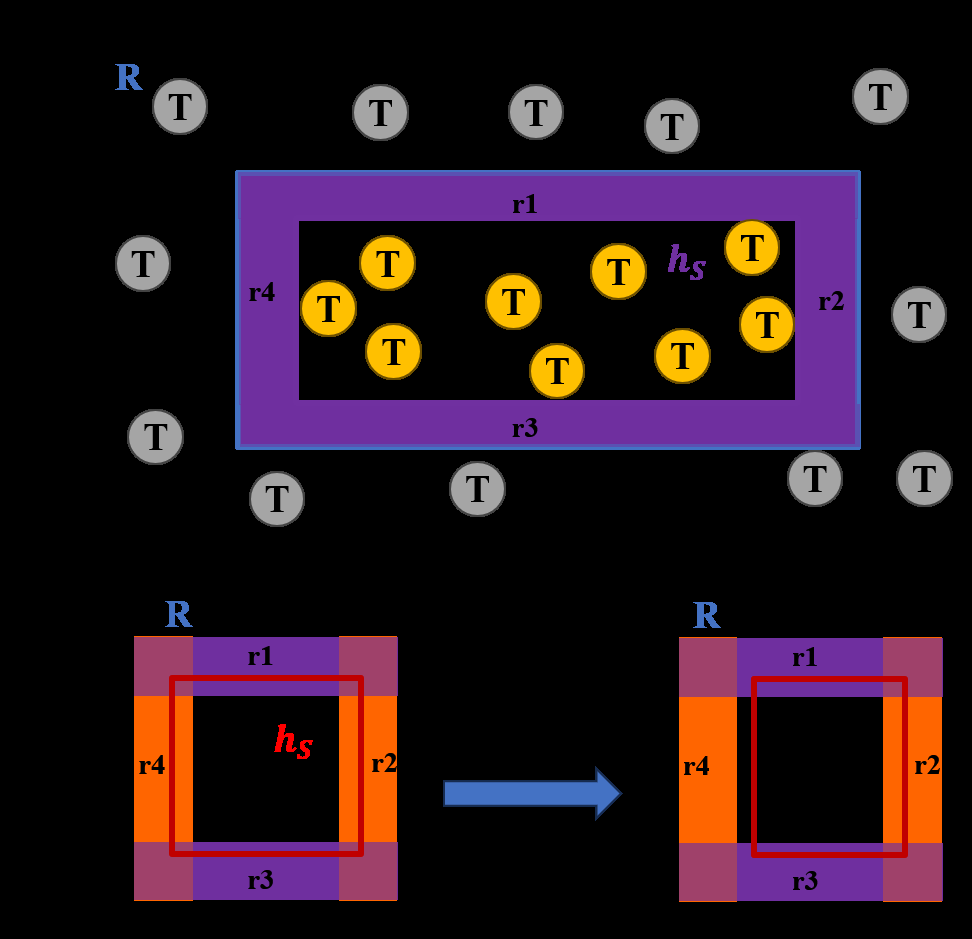 R
T T T T T
r1
T T T T h_S T
r4 T T r2
T T T T T
r3
T T T T T
R R
r1 r1
h_S
r4 r2 r4 r2
r3 r3